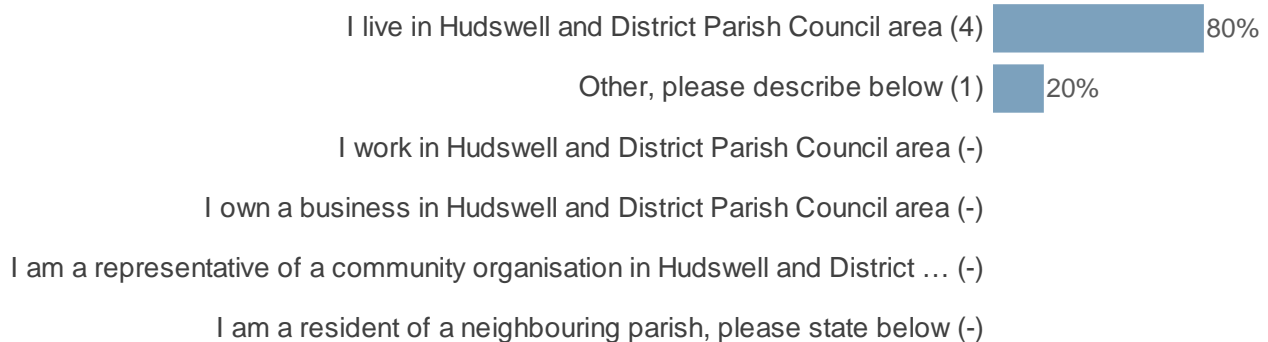 I live in Hudswell and District Parish Council area (4) 80%
Other, please describe below (1) 20%
I work in Hudswell and District Parish Council area (-)
I own a business in Hudswell and District Parish Council area (-)
I am a representative of a community organisation in Hudswell and District … (-)
I am a resident of a neighbouring parish, please state below (-)